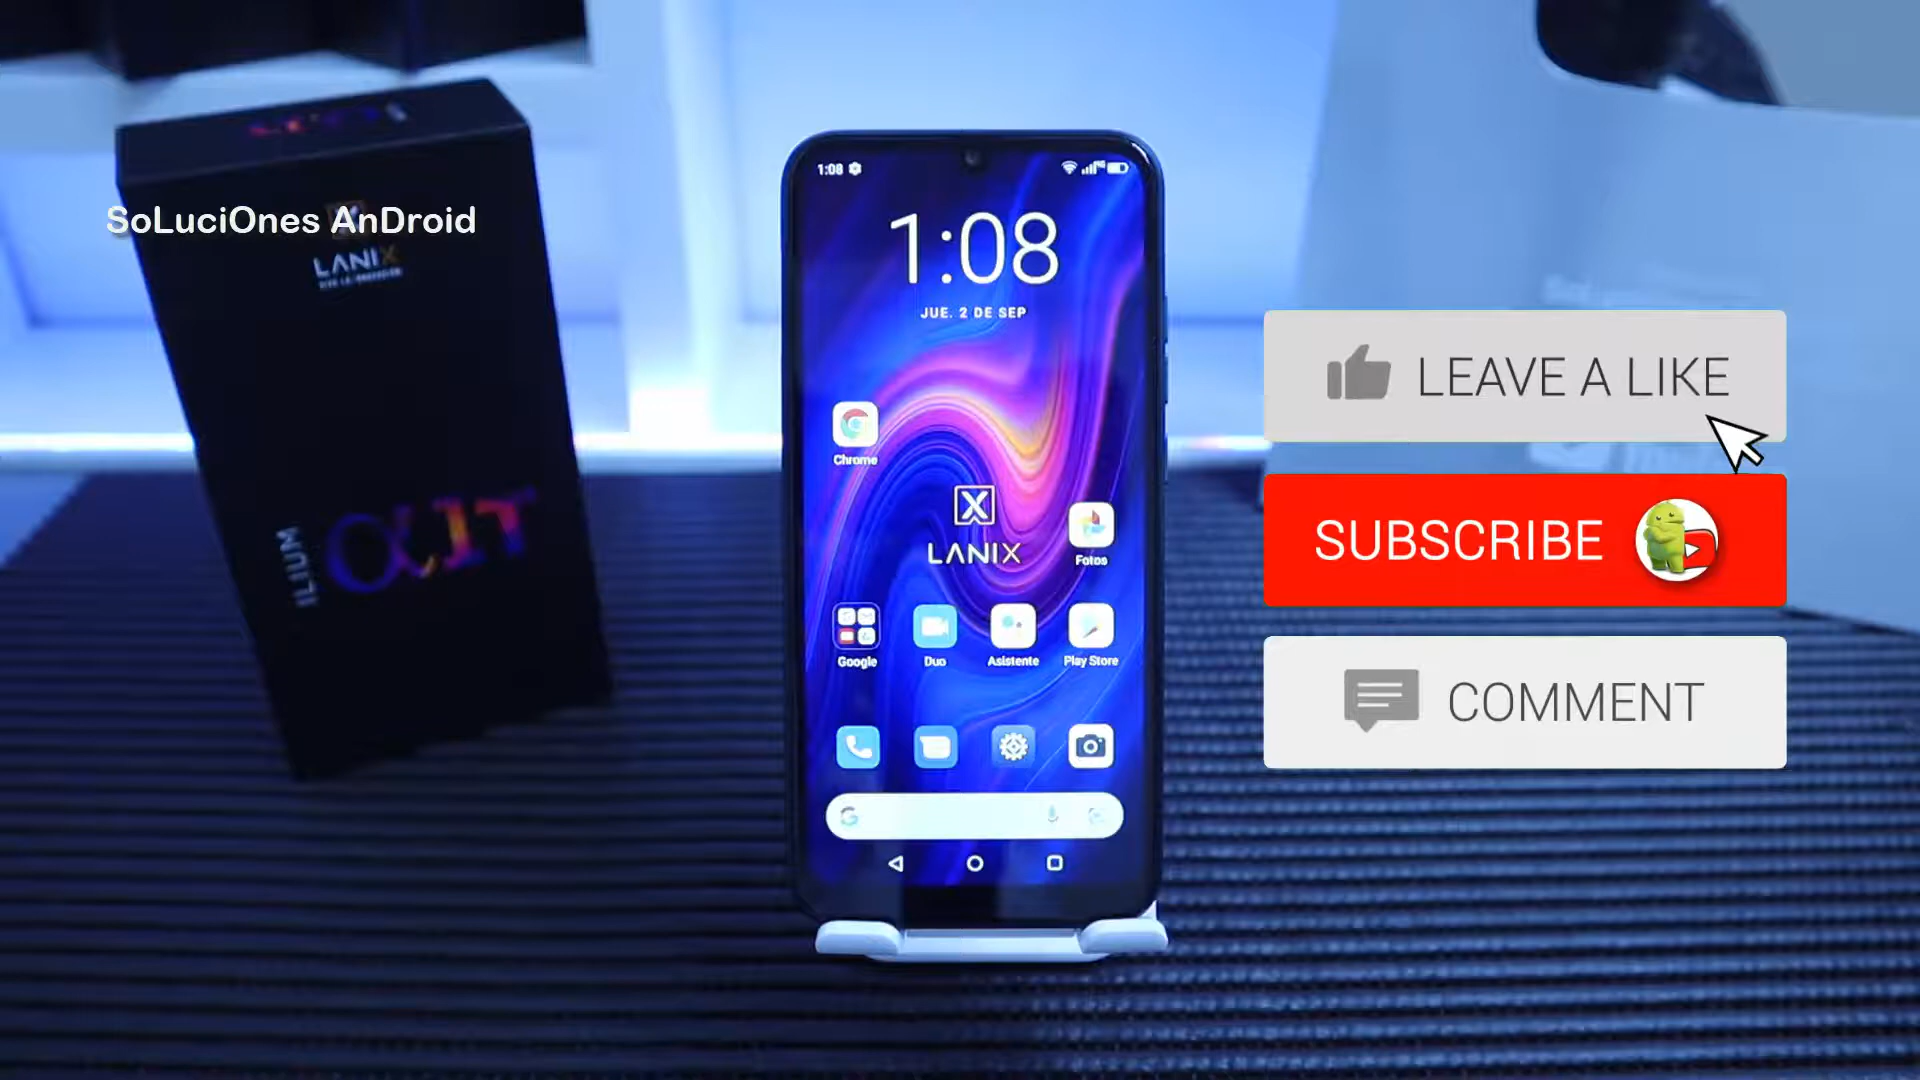 SoLuciOnes AnDroid
LANIX
ILIUM
1:08
1:08
JUE. 2 DE SEP
Chrome
LANIX
Fotos
Google
Duo
Asistente
Play Store
LEAVE A LIKE
SUBSCRIBE
COMMENT